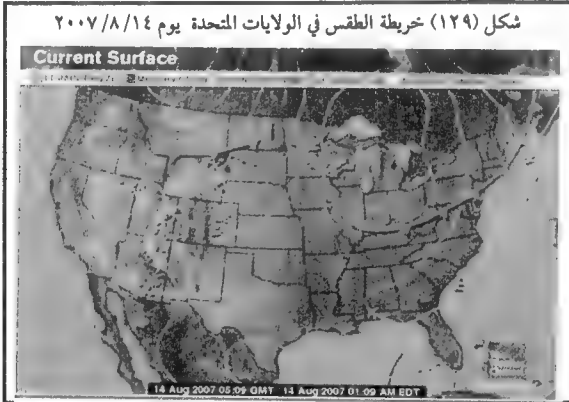 شكل (١٢٩) خريطة الطقس في الولايات المتحدة يوم ١٤/ ٨/ ٢٠٠٧
Current Surface
14 Aug 2007 05:09 GMT 14 Aug 2007 01:09 AM EDT